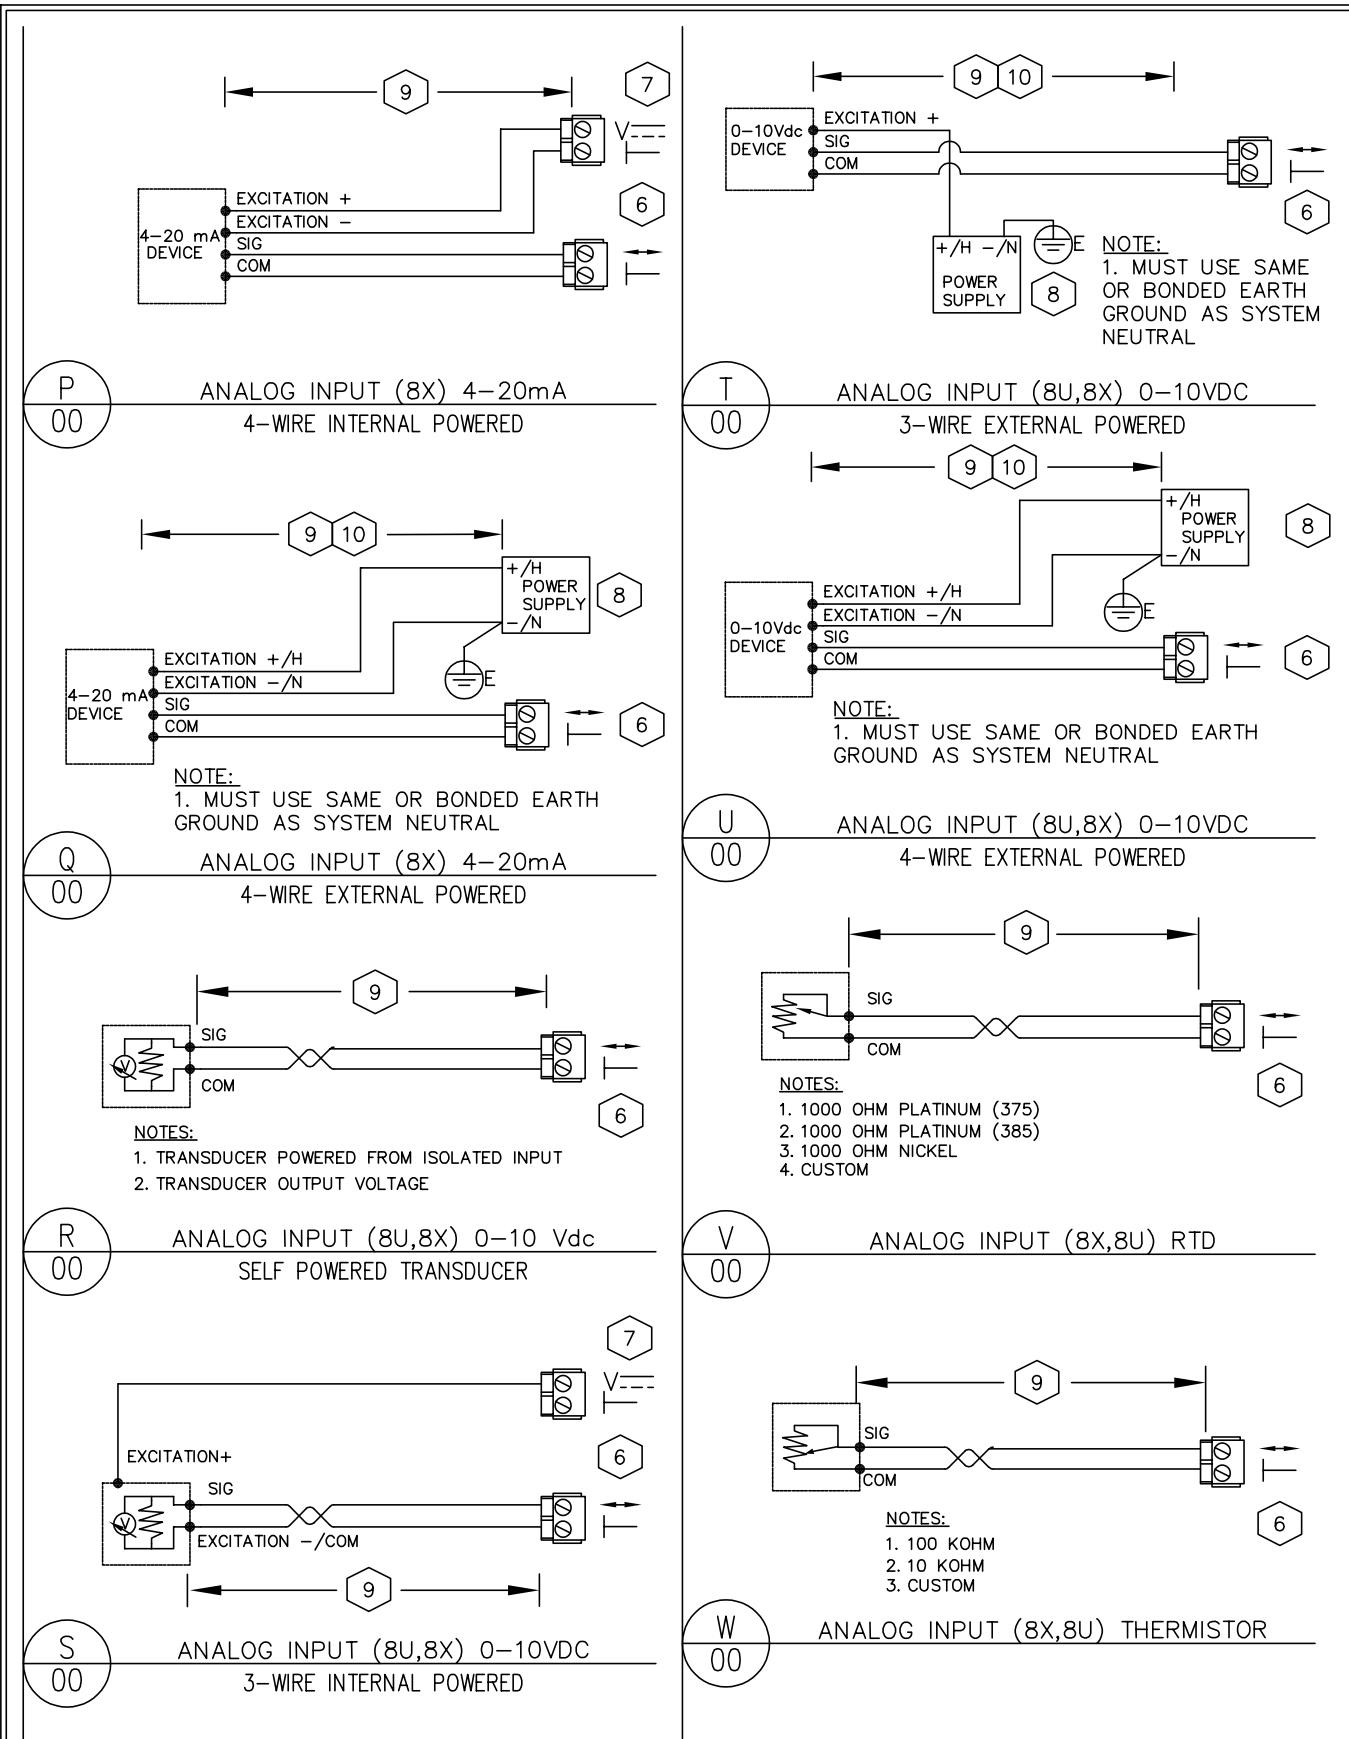 9
7
V
EXCITATION +
EXCITATION −
SIG
COM
4−20 mA
DEVICE
6
P
00
ANALOG INPUT (8X) 4−20mA
4−WIRE INTERNAL POWERED
9 10
+/H
POWER
SUPPLY
−/N
8
E
EXCITATION +/H
EXCITATION −/N
SIG
COM
4−20 mA
DEVICE
6
NOTE:
1. MUST USE SAME OR BONDED EARTH
GROUND AS SYSTEM NEUTRAL
Q
00
ANALOG INPUT (8X) 4−20mA
4−WIRE EXTERNAL POWERED
9
SIG
V
COM
6
NOTES:
1. TRANSDUCER POWERED FROM ISOLATED INPUT
2. TRANSDUCER OUTPUT VOLTAGE
R
00
ANALOG INPUT (8U,8X) 0−10 Vdc
SELF POWERED TRANSDUCER
7
V
EXCITATION+
6
SIG
V
EXCITATION −/COM
9
S
00
ANALOG INPUT (8U,8X) 0−10VDC
3−WIRE INTERNAL POWERED
9 10
0−10Vdc
DEVICE
EXCITATION +
SIG
COM
6
+/H −/N
POWER
SUPPLY
E
8
NOTE:
1. MUST USE SAME
OR BONDED EARTH
GROUND AS SYSTEM
NEUTRAL
T
00
ANALOG INPUT (8U,8X) 0−10VDC
3−WIRE EXTERNAL POWERED
9 10
+/H
POWER
SUPPLY
−/N
8
E
EXCITATION +/H
EXCITATION −/N
SIG
COM
0−10Vdc
DEVICE
6
NOTE:
1. MUST USE SAME OR BONDED EARTH
GROUND AS SYSTEM NEUTRAL
U
00
ANALOG INPUT (8U,8X) 0−10VDC
4−WIRE EXTERNAL POWERED
9
SIG
COM
6
NOTES:
1. 1000 OHM PLATINUM (375)
2. 1000 OHM PLATINUM (385)
3. 1000 OHM NICKEL
4. CUSTOM
V
00
ANALOG INPUT (8X,8U) RTD
9
SIG
COM
6
NOTES:
1. 100 KOHM
2. 10 KOHM
3. CUSTOM
W
00
ANALOG INPUT (8X,8U) THERMISTOR